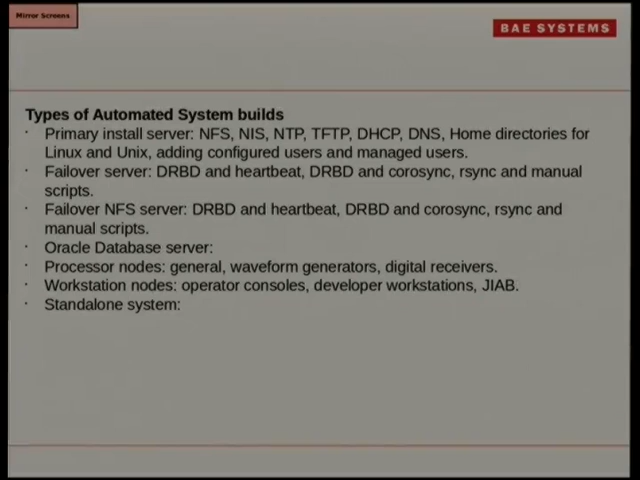 Mirror Screens
BAE SYSTEMS
Types of Automated System builds
· Primary install server: NFS, NIS, NTP, TFTP, DHCP, DNS, Home directories for
Linux and Unix, adding configured users and managed users.
· Failover server: DRBD and heartbeat, DRBD and corosync, rsync and manual
scripts.
· Failover NFS server: DRBD and heartbeat, DRBD and corosync, rsync and
manual scripts.
· Oracle Database server:
· Processor nodes: general, waveform generators, digital receivers.
· Workstation nodes: operator consoles, developer workstations, JIAB.
· Standalone system: